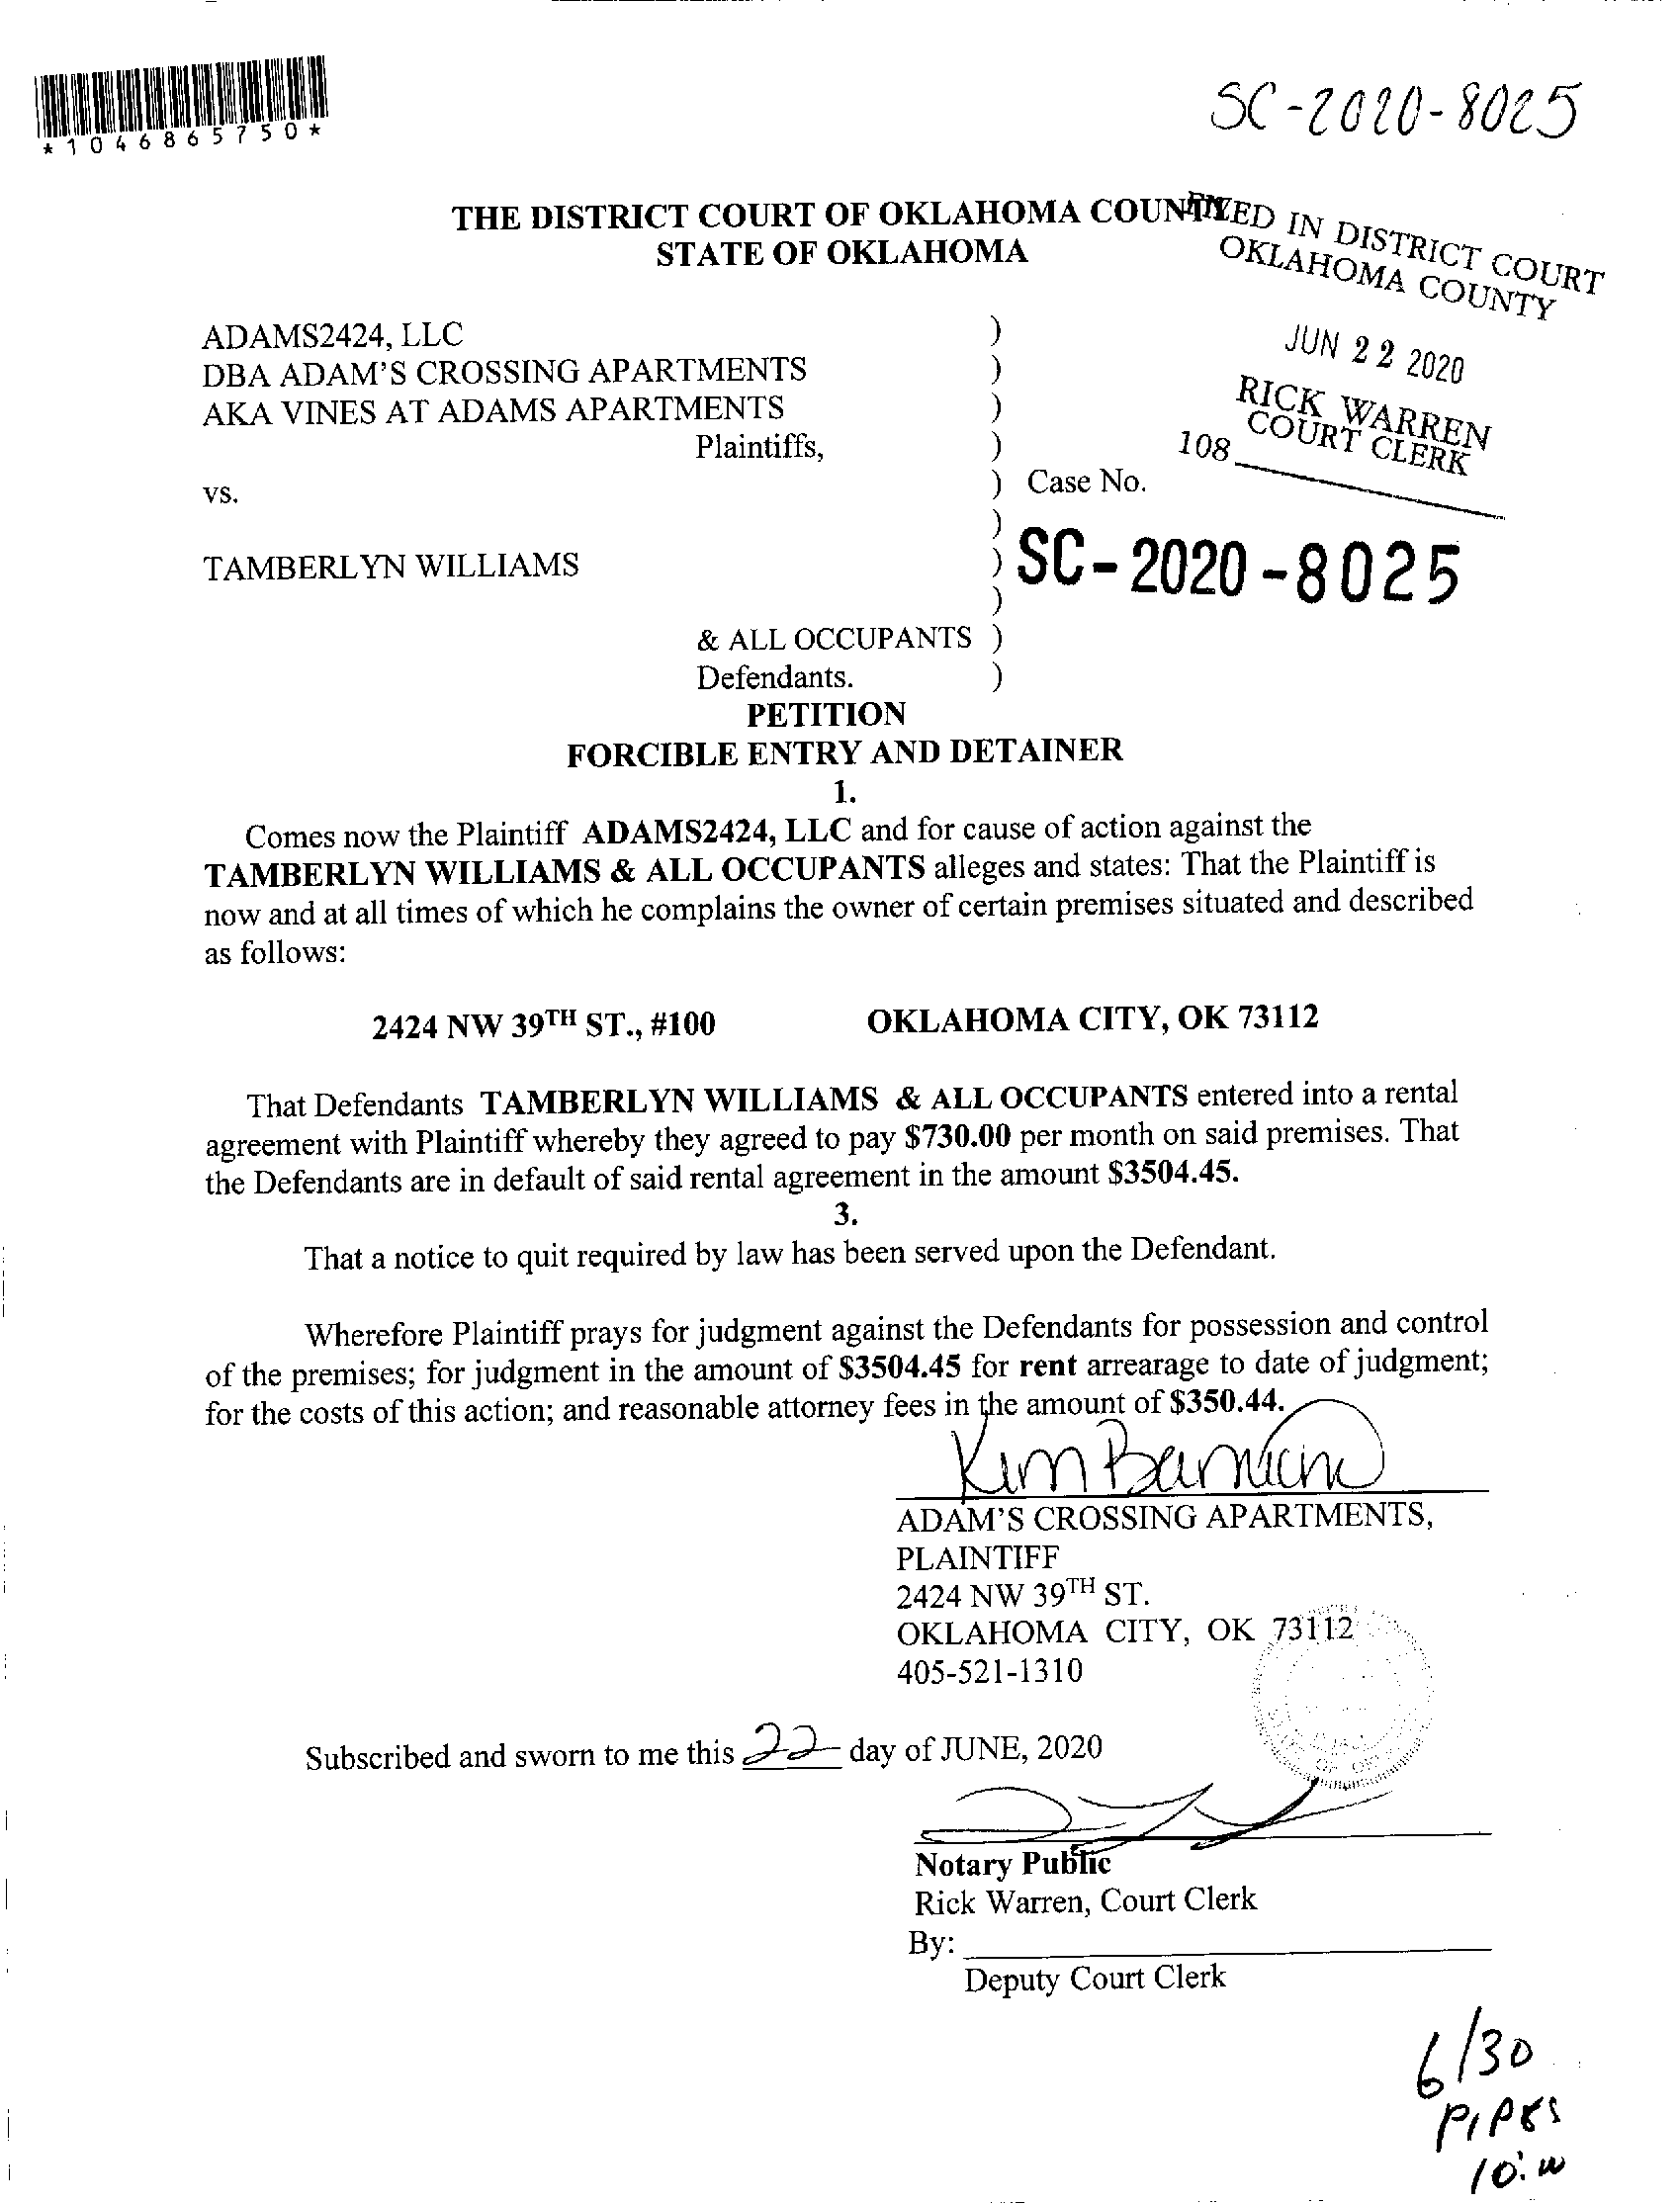 *1046865750*
SC-2020-8025
THE DISTRICT COURT OF OKLAHOMA COUNTY
STATE OF OKLAHOMA
FILED IN DISTRICT COURT
OKLAHOMA COUNTY
JUN 22 2020
RICK WARREN
COURT CLERK
108
ADAMS2424, LLC )
DBA ADAM'S CROSSING APARTMENTS )
AKA VINES AT ADAMS APARTMENTS )
Plaintiffs, )
vs. ) Case No.
)
TAMBERLYN WILLIAMS ) SC-2020-8025
)
& ALL OCCUPANTS )
Defendants. )
PETITION
FORCIBLE ENTRY AND DETAINER
1.
Comes now the Plaintiff ADAMS2424, LLC and for cause of action against the
TAMBERLYN WILLIAMS & ALL OCCUPANTS alleges and states: That the Plaintiff is
now and at all times of which he complains the owner of certain premises situated and described
as follows:
2424 NW 39TH ST., #100 OKLAHOMA CITY, OK 73112
That Defendants TAMBERLYN WILLIAMS & ALL OCCUPANTS entered into a rental
agreement with Plaintiff whereby they agreed to pay $730.00 per month on said premises. That
the Defendants are in default of said rental agreement in the amount $3504.45.
3.
That a notice to quit required by law has been served upon the Defendant.
Wherefore Plaintiff prays for judgment against the Defendants for possession and control
of the premises; for judgment in the amount of $3504.45 for rent arrearage to date of judgment;
for the costs of this action; and reasonable attorney fees in the amount of $350.44.
Kim
ADAM'S CROSSING APARTMENTS,
PLAINTIFF
2424 NW 39TH ST.
OKLAHOMA CITY, OK 73112
405-521-1310
Subscribed and sworn to me this 22 day of JUNE, 2020
Notary Public
Rick Warren, Court Clerk
By:
Deputy Court Clerk
6/30
PIPES